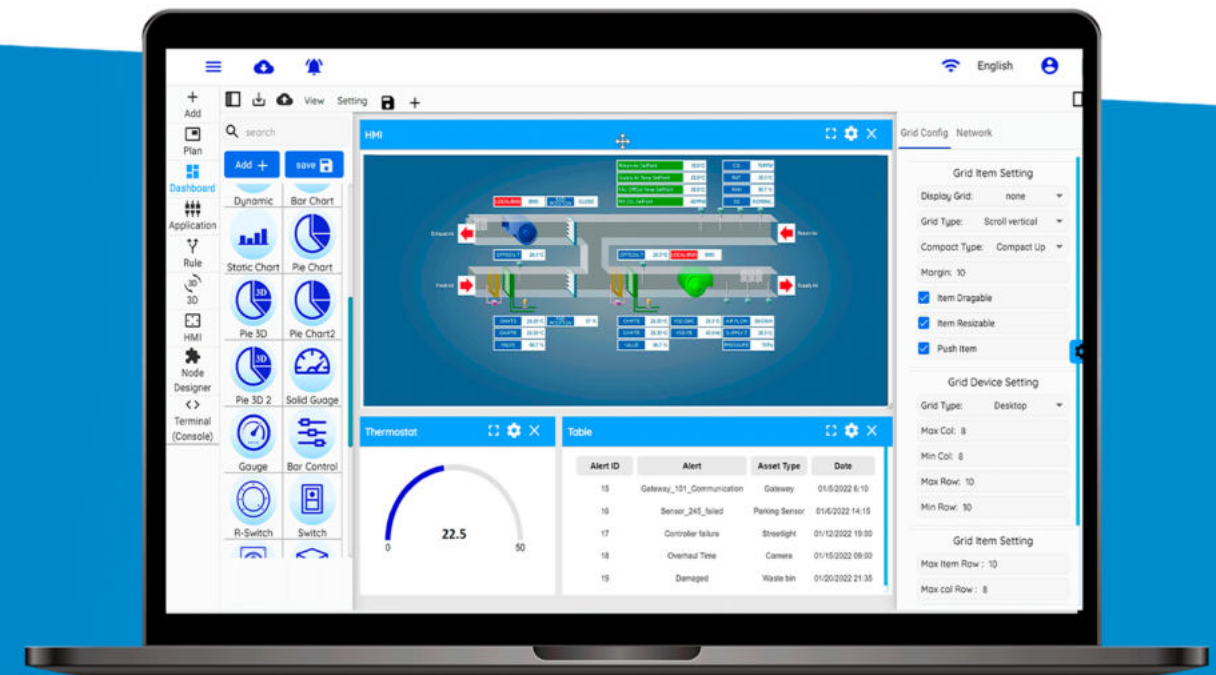 English
Add
View Setting
Plan
Dashboard
Application
Rule
3D
3D
HMI
Node
Designer
< >
Terminal
(Console)
search
Add +
save
Dynamic
Bar Chart
Static Chart
Pie Chart
3D
Pie 3D
Pie Chart2
3D
Pie 3D 2
Solid Guage
Gauge
Bar Control
R-Switch
Switch
HMI
Thermostat
22.5
0
50
Table
Alert ID Alert Asset Type Date
15 Gateway_101_Communication Gatewey 01/5/2022 6:10
16 Sensor_245_failed Parking Sensor 01/6/2022 14:15
17 Controller failure Streetlight 01/12/2022 19:00
18 Overhaul Time Camera 01/15/2022 09:00
19 Damaged Waste bin 01/20/2022 21:35
Grid Config Network
Grid Item Setting
Display Grid: none
Grid Type: Scroll vertical
Compact Type: Compact Up
Margin: 10
Item Dragable
Item Resizable
Push Item
Grid Device Setting
Grid Type: Desktop
Max Col: 8
Min Col: 8
Max Row: 10
Min Row: 10
Grid Item Setting
Max Item Row : 10
Max col Row : 8